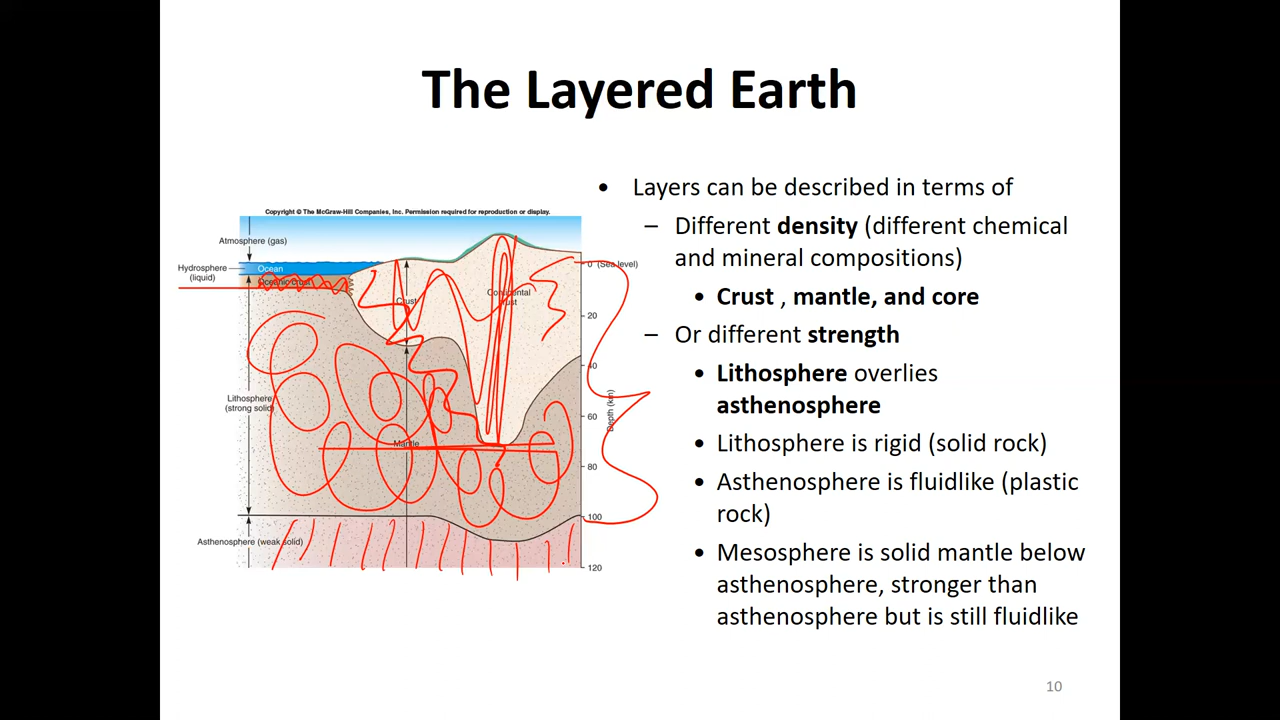 The Layered Earth
Copyright © The McGraw-Hill Companies, Inc. Permission required for reproduction or display.
Atmosphere (gas)
Hydrosphere
(liquid)
Ocean
Oceanic crust
Crust
Continental
crust
Lithosphere
(strong solid)
Mantle
Asthenosphere (weak solid)
0 (Sea level)
20
40
60
80
100
120
Depth (km)
• Layers can be described in terms of
– Different density (different chemical
and mineral compositions)
• Crust , mantle, and core
– Or different strength
• Lithosphere overlies
asthenosphere
• Lithosphere is rigid (solid rock)
• Asthenosphere is fluidlike (plastic
rock)
• Mesosphere is solid mantle below
asthenosphere, stronger than
asthenosphere but is still fluidlike
10